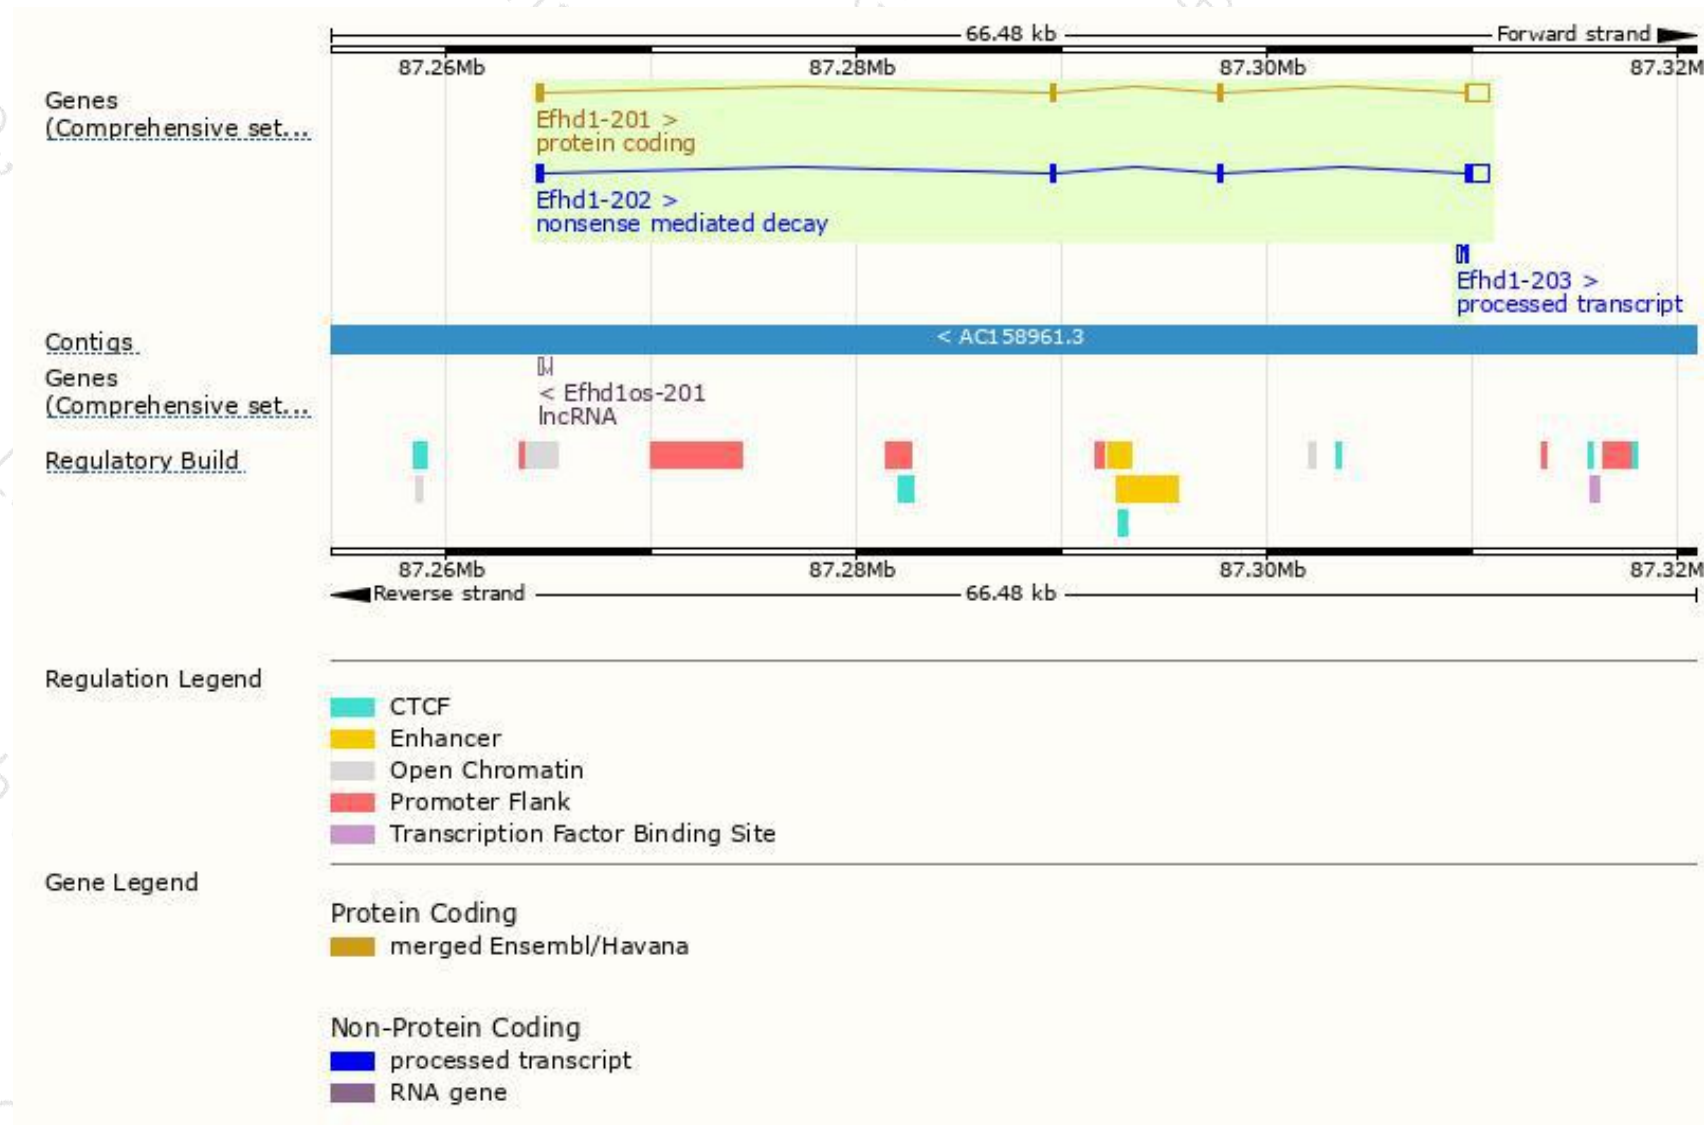 66.48 kb
Forward strand
87.26Mb 87.28Mb 87.30Mb 87.32M
Genes
(Comprehensive set...
Efhd1-201 >
protein coding
Efhd1-202 >
nonsense mediated decay
Efhd1-203 >
processed transcript
Contigs
< AC158961.3
Genes
(Comprehensive set...
< Efhd1os-201
lncRNA
Regulatory Build
87.26Mb 87.28Mb 87.30Mb 87.32M
Reverse strand
66.48 kb
Regulation Legend
CTCF
Enhancer
Open Chromatin
Promoter Flank
Transcription Factor Binding Site
Gene Legend
Protein Coding
merged Ensembl/Havana
Non-Protein Coding
processed transcript
RNA gene